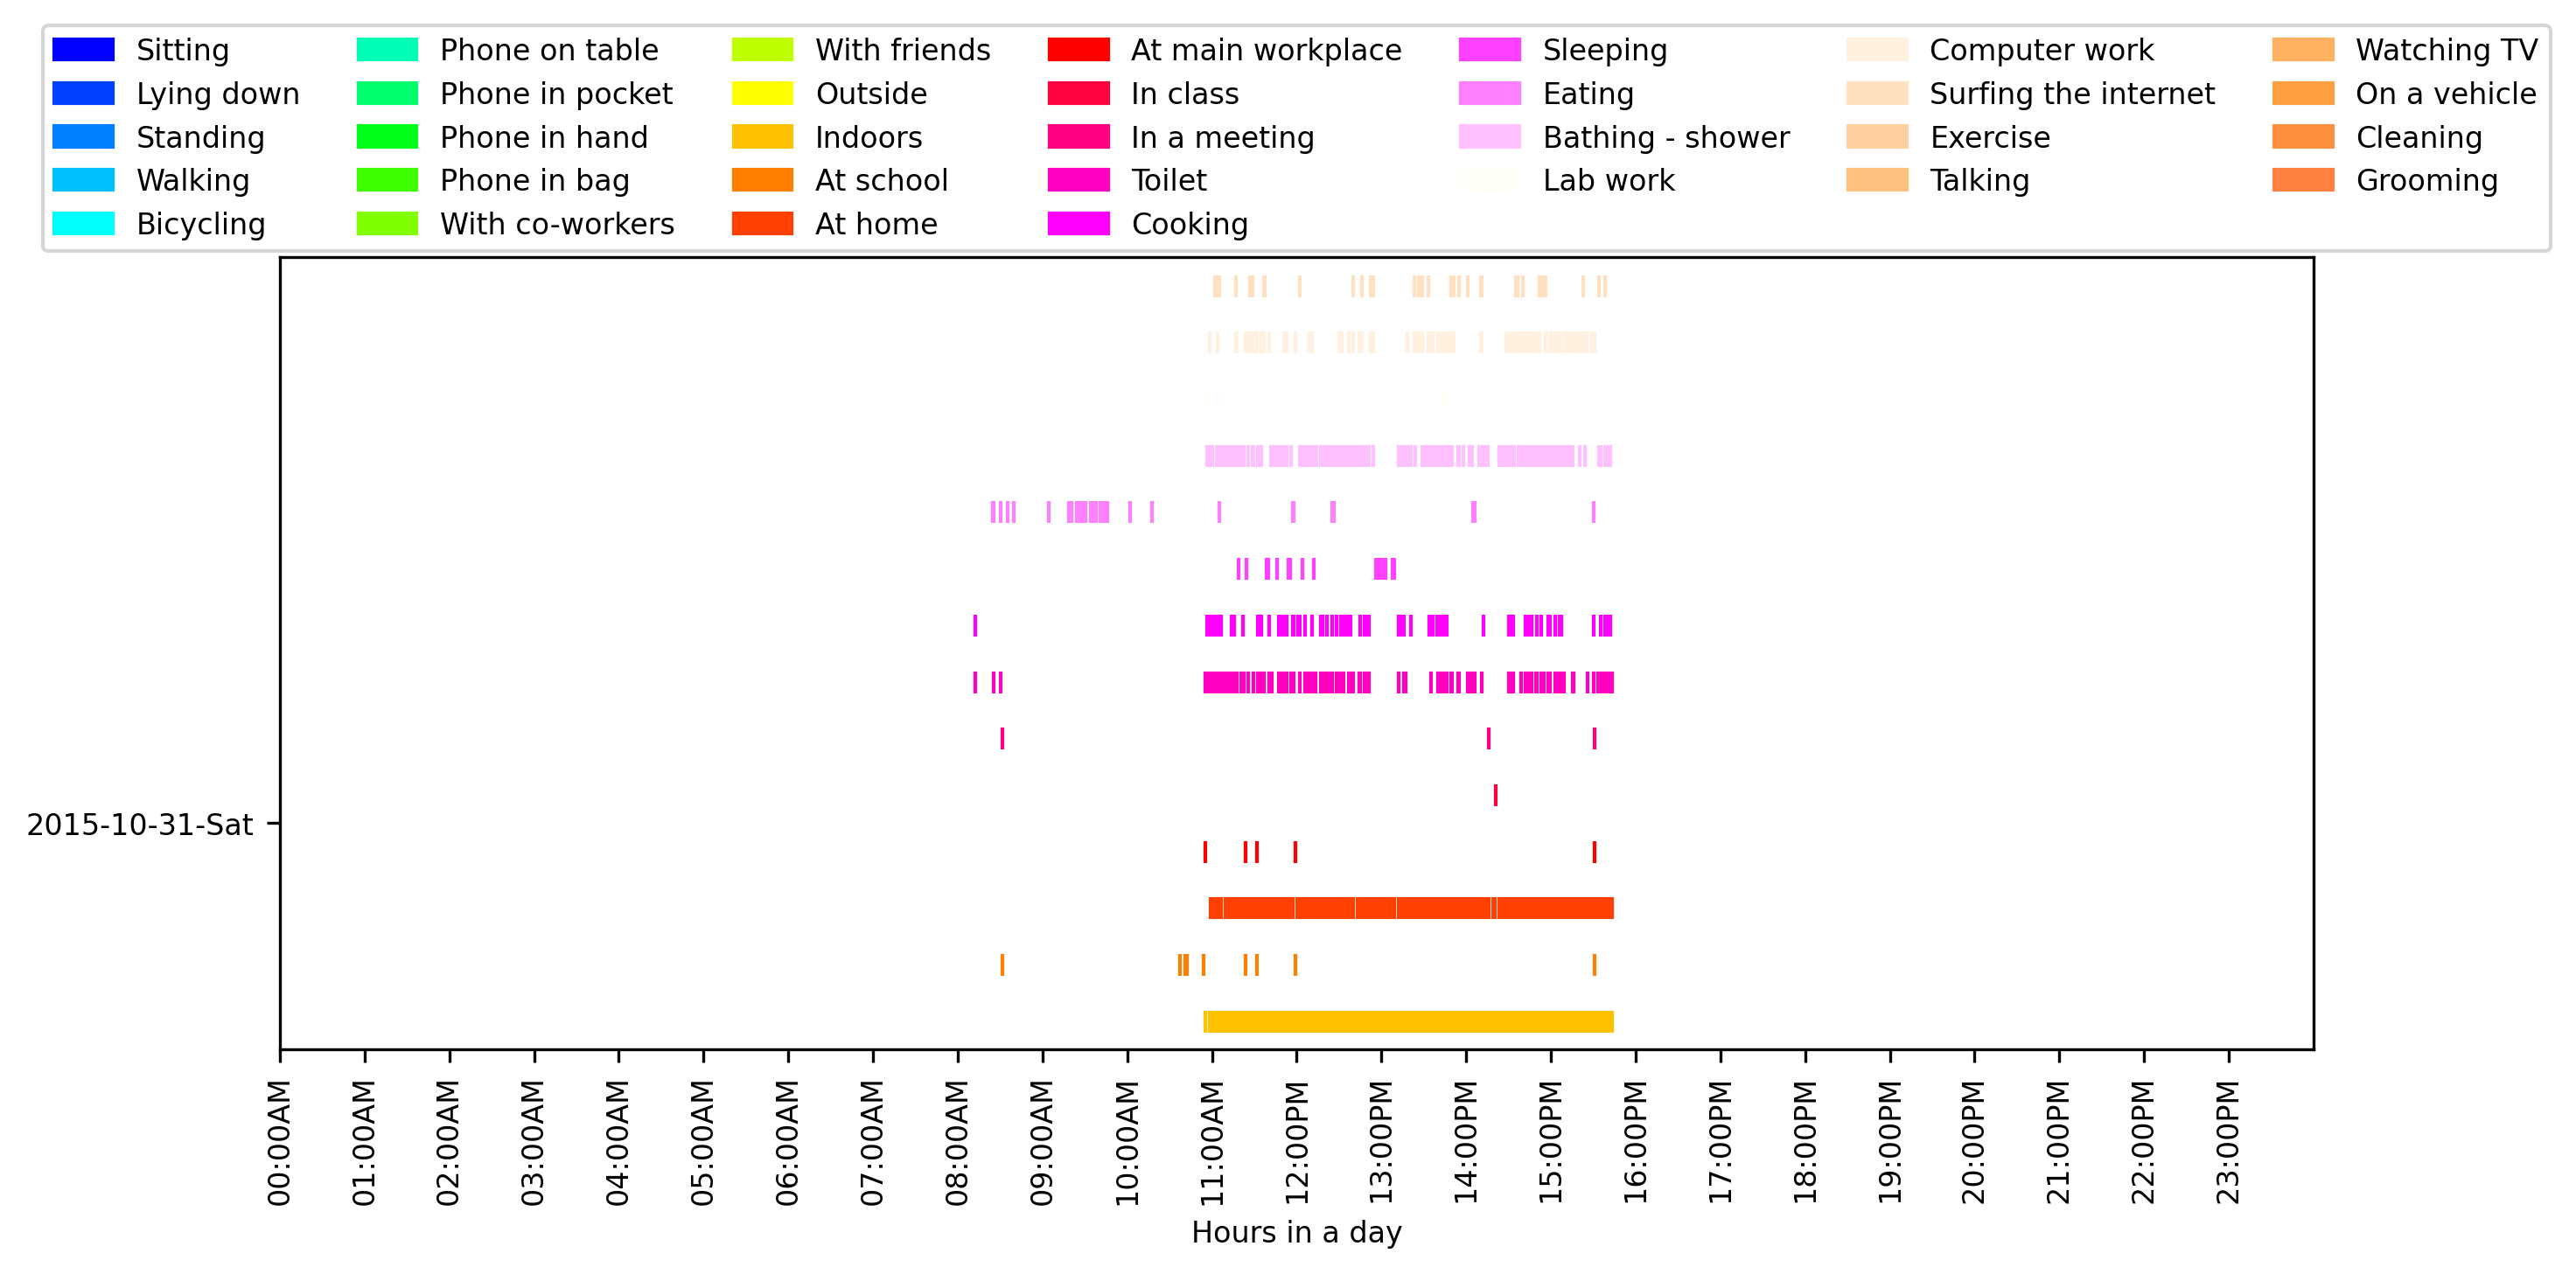 Sitting Phone on table With friends At main workplace Sleeping Computer work Watching TV
Lying down Phone in pocket Outside In class Eating Surfing the internet On a vehicle
Standing Phone in hand Indoors In a meeting Bathing - shower Exercise Cleaning
Walking Phone in bag At school Toilet Lab work Talking Grooming
Bicycling With co-workers At home Cooking
2015-10-31-Sat
00:00AM 01:00AM 02:00AM 03:00AM 04:00AM 05:00AM 06:00AM 07:00AM 08:00AM 09:00AM 10:00AM 11:00AM 12:00PM 13:00PM 14:00PM 15:00PM 16:00PM 17:00PM 18:00PM 19:00PM 20:00PM 21:00PM 22:00PM 23:00PM
Hours in a day